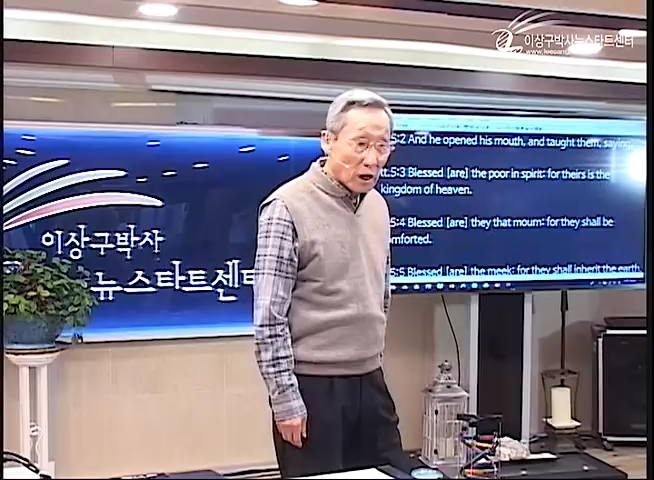 이상구박사뉴스타트센터
5:2 And he opened his mouth, and taught them, saying,
5:3 Blessed [are] the poor in spirit: for theirs is the
kingdom of heaven.
5:4 Blessed [are] they that mourn: for they shall be
comforted.
5:5 Blessed [are] the meek: for they shall inherit the earth.
이상구박사
뉴스타트센터